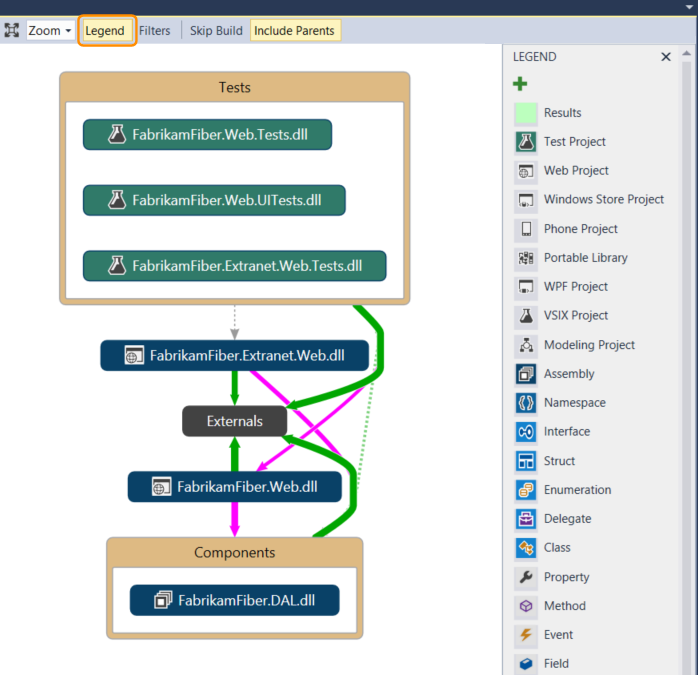 Zoom Legend Filters Skip Build Include Parents
Tests
FabrikamFiber.Web.Tests.dll
FabrikamFiber.Web.UITests.dll
FabrikamFiber.Extranet.Web.Tests.dll
FabrikamFiber.Extranet.Web.dll
Externals
FabrikamFiber.Web.dll
Components
FabrikamFiber.DAL.dll
LEGEND
Results
Test Project
Web Project
Windows Store Project
Phone Project
Portable Library
WPF Project
VSIX Project
Modeling Project
Assembly
Namespace
Interface
Struct
Enumeration
Delegate
Class
Property
Method
Event
Field